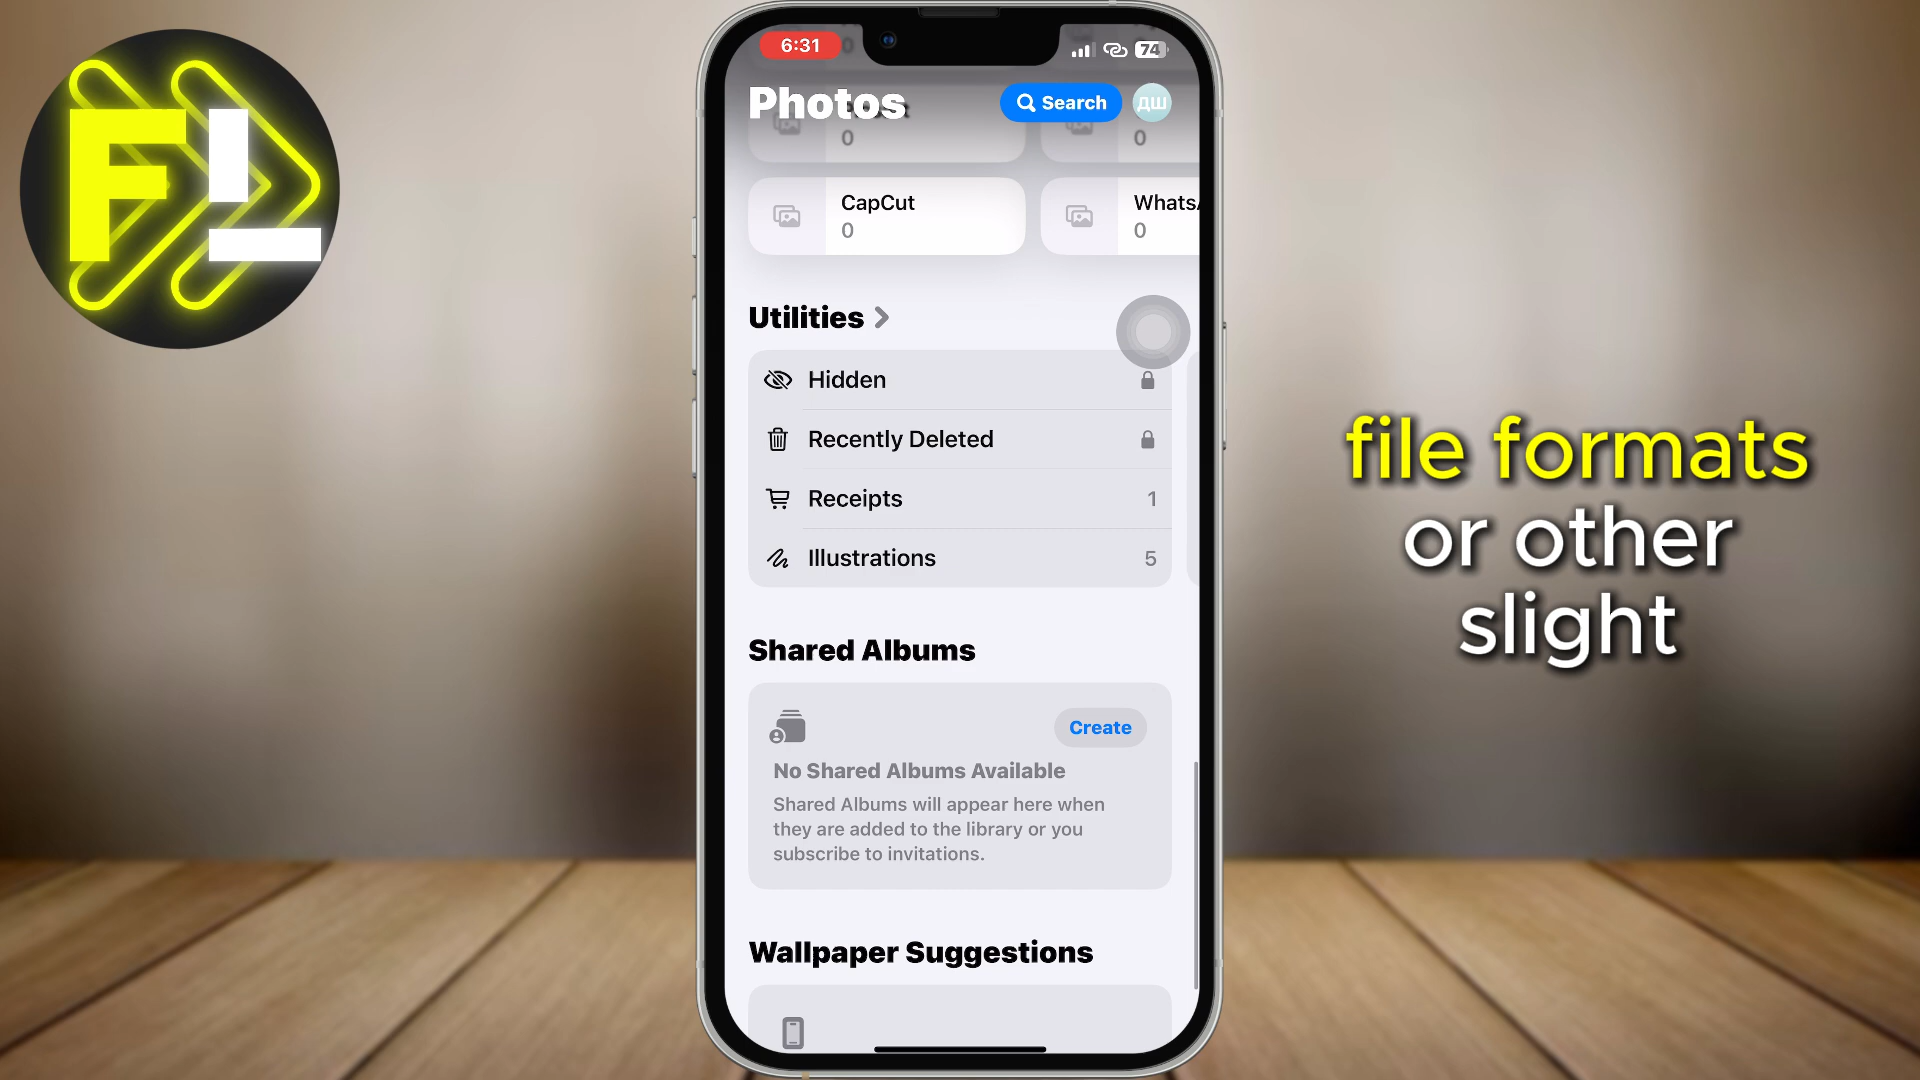 FL
6:31
74
Photos
Search
ДШ
0
0
CapCut
0
Whats
0
Utilities
Hidden
Recently Deleted
Receipts
1
Illustrations
5
Shared Albums
Create
No Shared Albums Available
Shared Albums will appear here when
they are added to the library or you
subscribe to invitations.
Wallpaper Suggestions
file formats
or other
slight